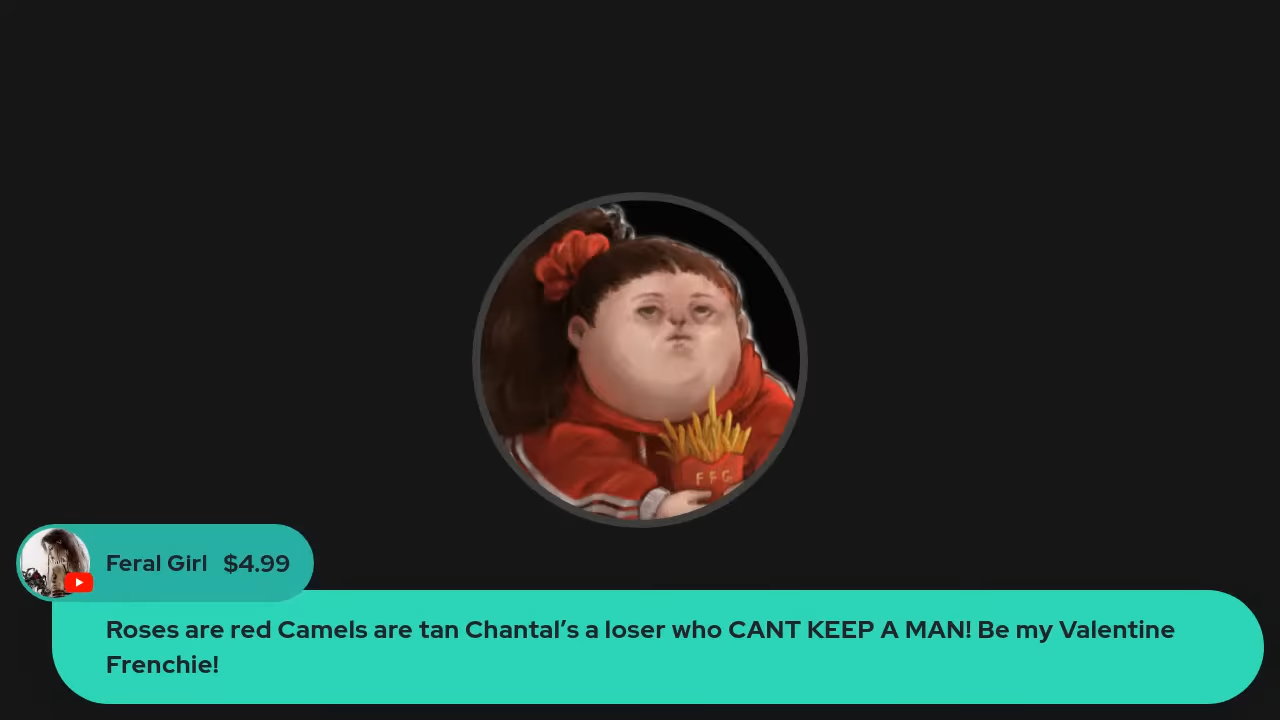 FFG
Feral Girl $4.99
Roses are red Camels are tan Chantal’s a loser who CANT KEEP A MAN! Be my Valentine
Frenchie!